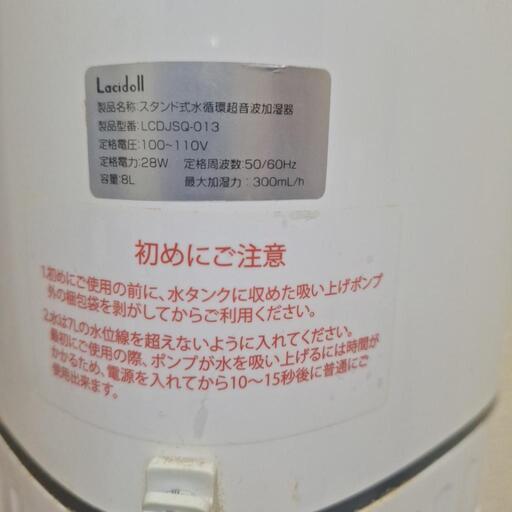 Lacidoll
製品名称:スタンド式水循環超音波加湿器
製品型番:LCDJSQ-013
定格電圧:100~110V
定格電力:28W 定格周波数:50/60Hz
容量:8L 最大加湿力:300mL/h
初めにご注意
1.初めにご使用の前に、水タンクに収めた吸い上げポンプ
外の梱包袋を剥がしてからご利用ください。
2.水は7Lの水位線を超えないように入れてください。
最初にご使用の際、ポンプが水を吸い上げるには時間が
かかるため、電源を入れてから10〜15秒後に普通にご
使用出来ます。